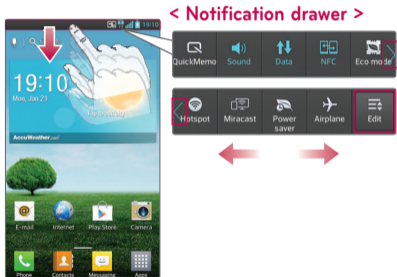 < Notification drawer >
19:10
QuickMemo
Sound
Data
NFC
Eco mode
19:10
Mon, Jan 23
AccuWeather.com
Hotspot
Miracast
Power
saver
Airplane
Edit
E-mail
Internet
Play Store
Camera
Phone
Contacts
Messaging
Apps